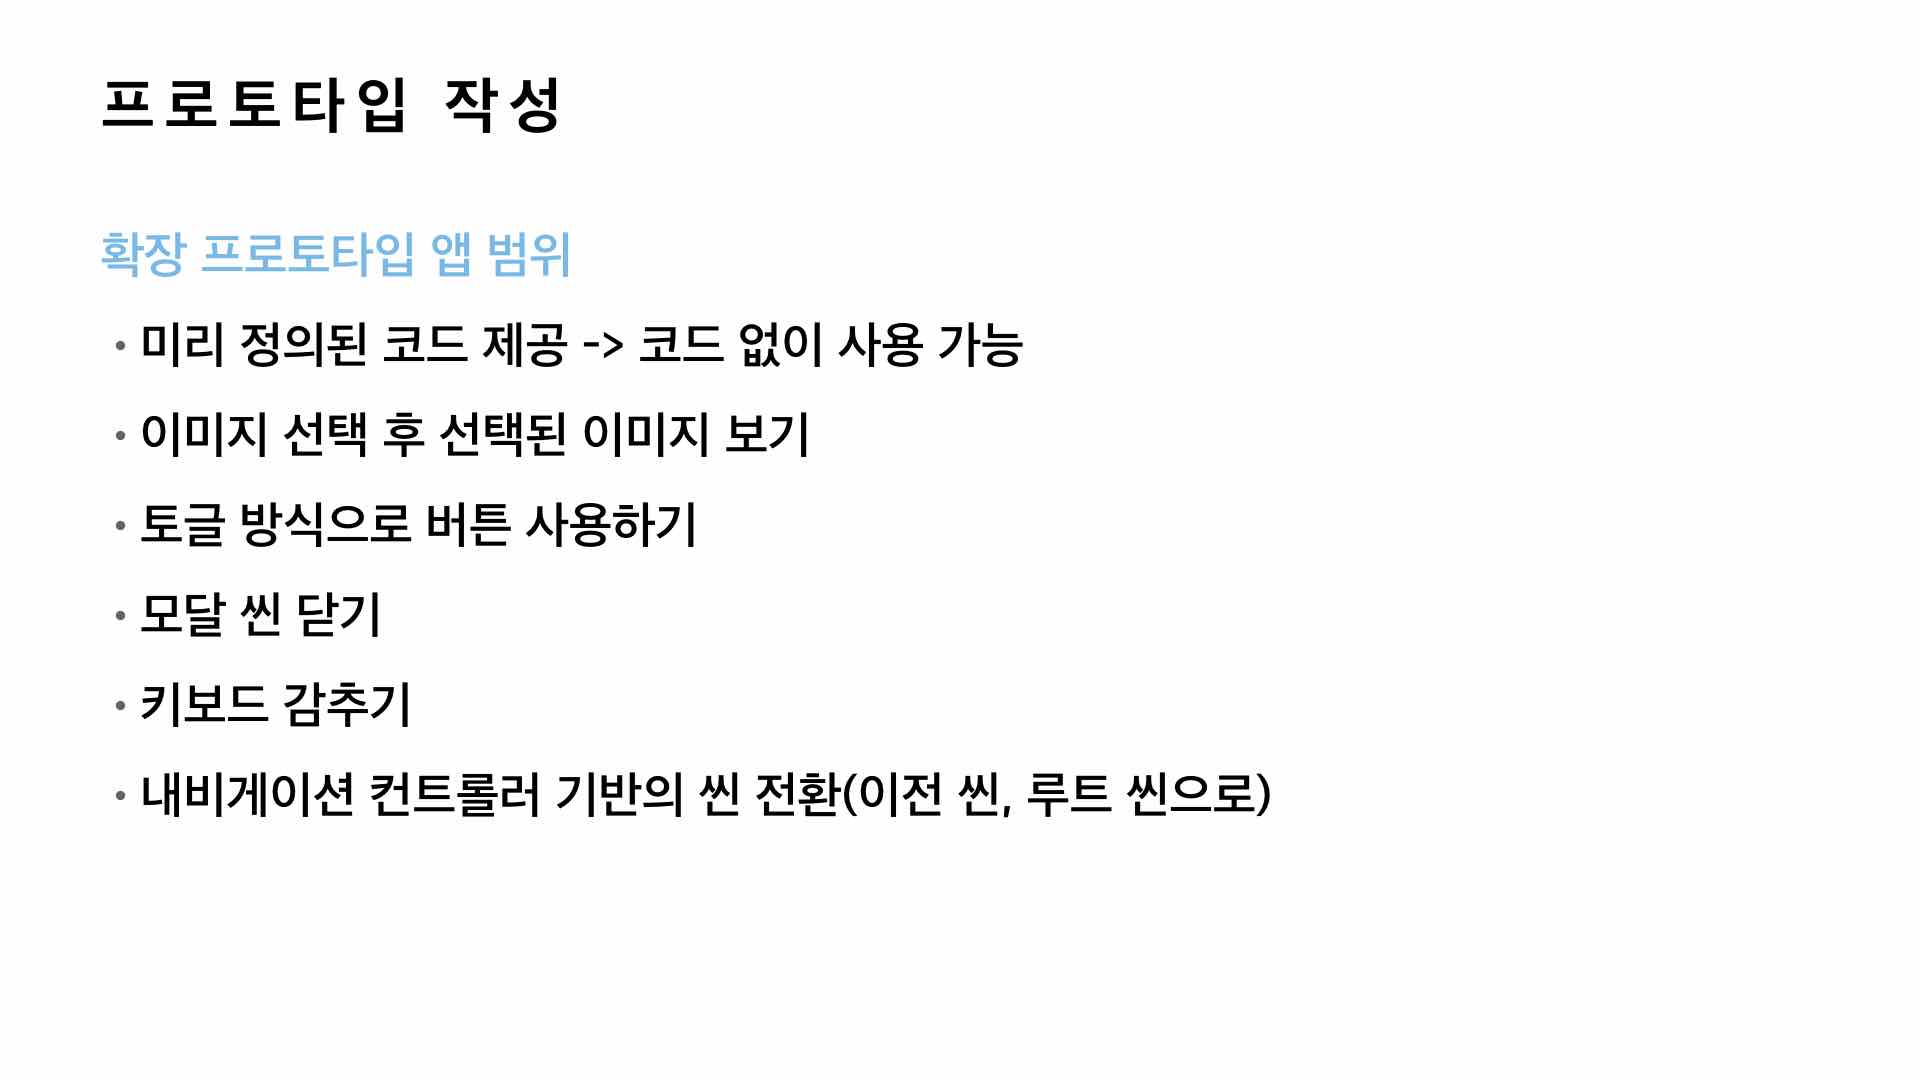 프로토타입 작성
확장 프로토타입 앱 범위
• 미리 정의된 코드 제공 -> 코드 없이 사용 가능
• 이미지 선택 후 선택된 이미지 보기
• 토글 방식으로 버튼 사용하기
• 모달 씬 닫기
• 키보드 감추기
• 내비게이션 컨트롤러 기반의 씬 전환(이전 씬, 루트 씬으로)